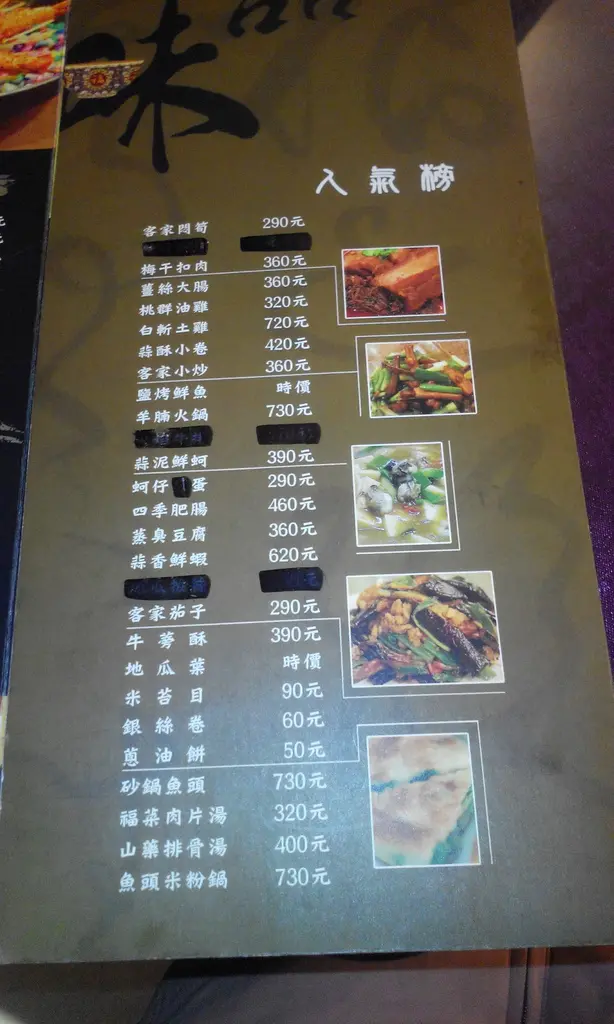 品味
人氣榜
客家悶筍 290元
梅干扣肉 360元
薑絲大腸 360元
挑群油雞 320元
白斬土雞 720元
蒜酥小卷 420元
客家小炒 360元
鹽烤鮮魚 時價
羊腩火鍋 730元
蒜泥鮮蚵 390元
蚵仔 蛋 290元
四季肥腸 460元
蒸臭豆腐 360元
蒜香鮮蝦 620元
元
客家茄子 290元
牛蒡酥 390元
地瓜葉 時價
米苔目 90元
銀絲卷 60元
蔥油餅 50元
砂鍋魚頭 730元
福菜肉片湯 320元
山藥排骨湯 400元
魚頭米粉鍋 730元